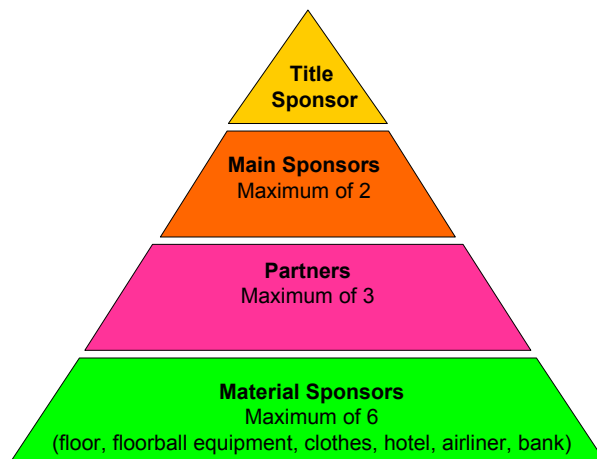 Title
Sponsor
Main Sponsors
Maximum of 2
Partners
Maximum of 3
Material Sponsors
Maximum of 6
(floor, floorball equipment, clothes, hotel, airliner, bank)